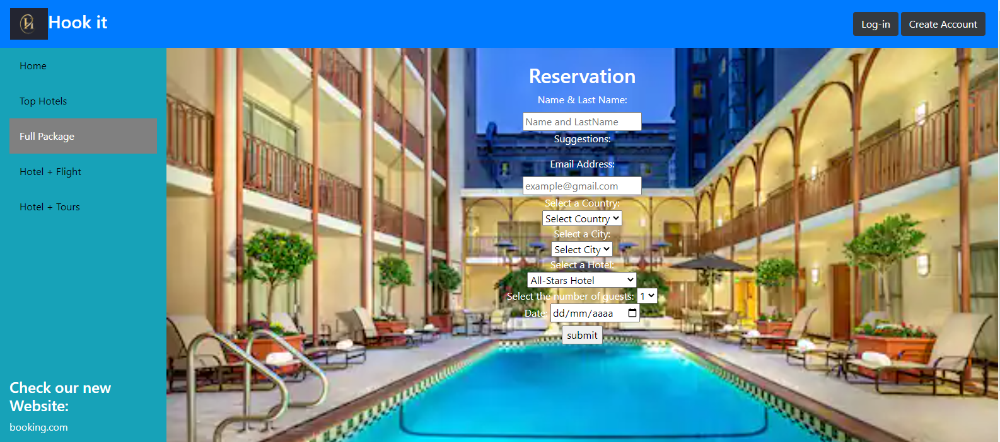 Hook it
Log-in
Create Account
Home
Top Hotels
Full Package
Hotel + Flight
Hotel + Tours
Check our new
Website:
booking.com
Reservation
Name & Last Name:
Name and LastName
Suggestions:
Email Address:
example@gmail.com
Select a Country:
Select Country
Select a City:
Select City
Select a Hotel:
All-Stars Hotel
Select the number of guests: 1
Date: dd/mm/aaaa
submit